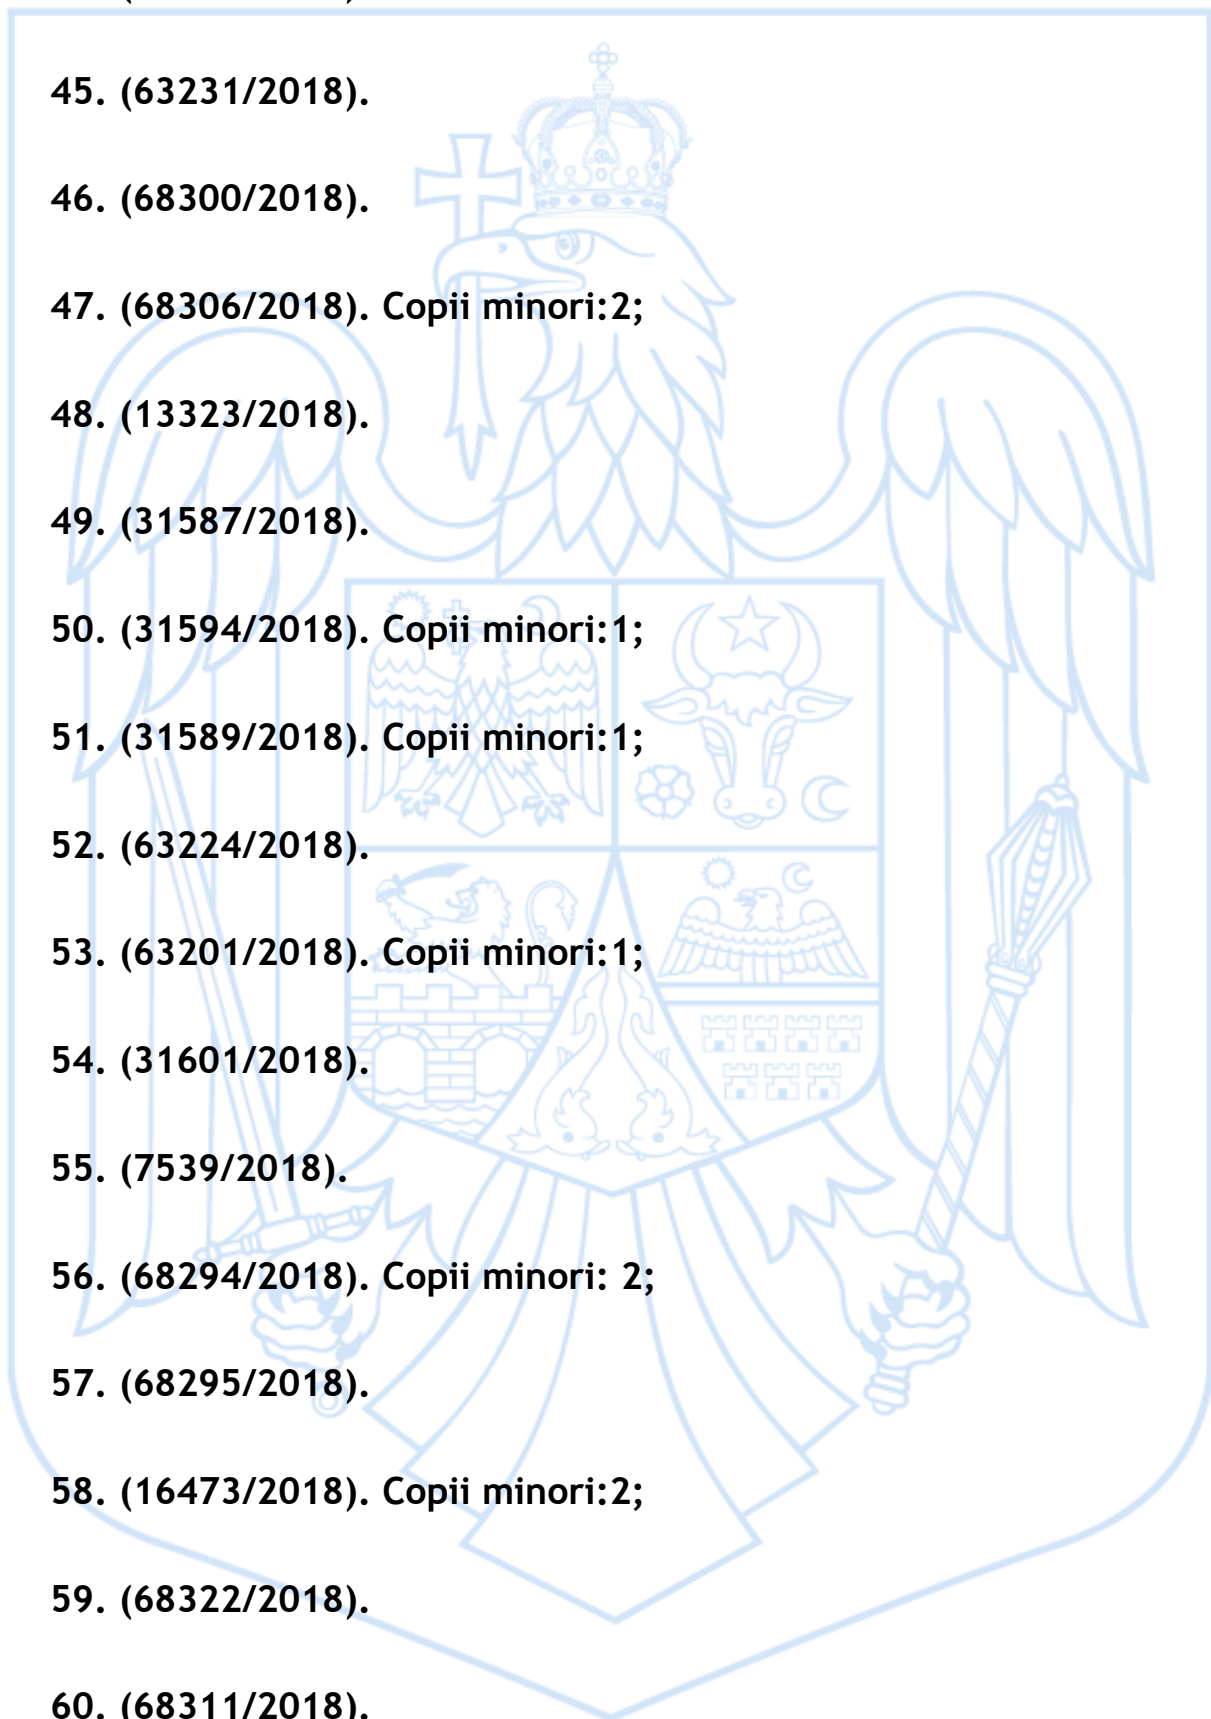 45. (63231/2018).
46. (68300/2018).
47. (68306/2018). Copii minori:2;
48. (13323/2018).
49. (31587/2018).
50. (31594/2018). Copii minori:1;
51. (31589/2018). Copii minori:1;
52. (63224/2018).
53. (63201/2018). Copii minori:1;
54. (31601/2018).
55. (7539/2018).
56. (68294/2018). Copii minori: 2;
57. (68295/2018).
58. (16473/2018). Copii minori:2;
59. (68322/2018).
60. (68311/2018).